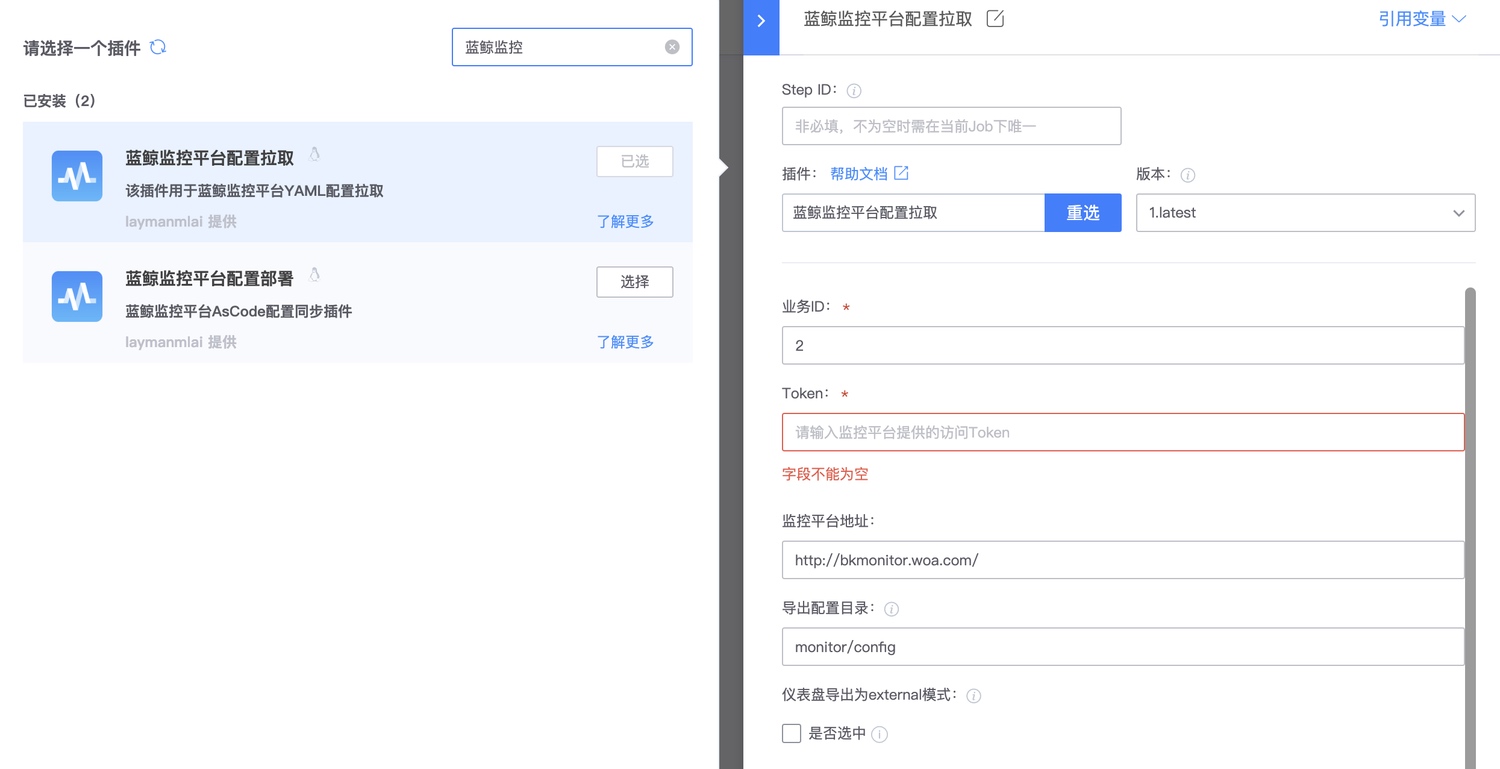 请选择一个插件
蓝鲸监控
已安装（2）
蓝鲸监控平台配置拉取
已选
该插件用于蓝鲸监控平台YAML配置拉取
laymanmlai 提供
了解更多
蓝鲸监控平台配置部署
选择
蓝鲸监控平台AsCode配置同步插件
laymanmlai 提供
了解更多
蓝鲸监控平台配置拉取
引用变量
Step ID：
非必填，不为空时需在当前Job下唯一
插件： 帮助文档
版本：
蓝鲸监控平台配置拉取
重选
1.latest
业务ID： *
2
Token： *
请输入监控平台提供的访问Token
字段不能为空
监控平台地址：
http://bkmonitor.woa.com/
导出配置目录：
monitor/config
仪表盘导出为external模式：
是否选中